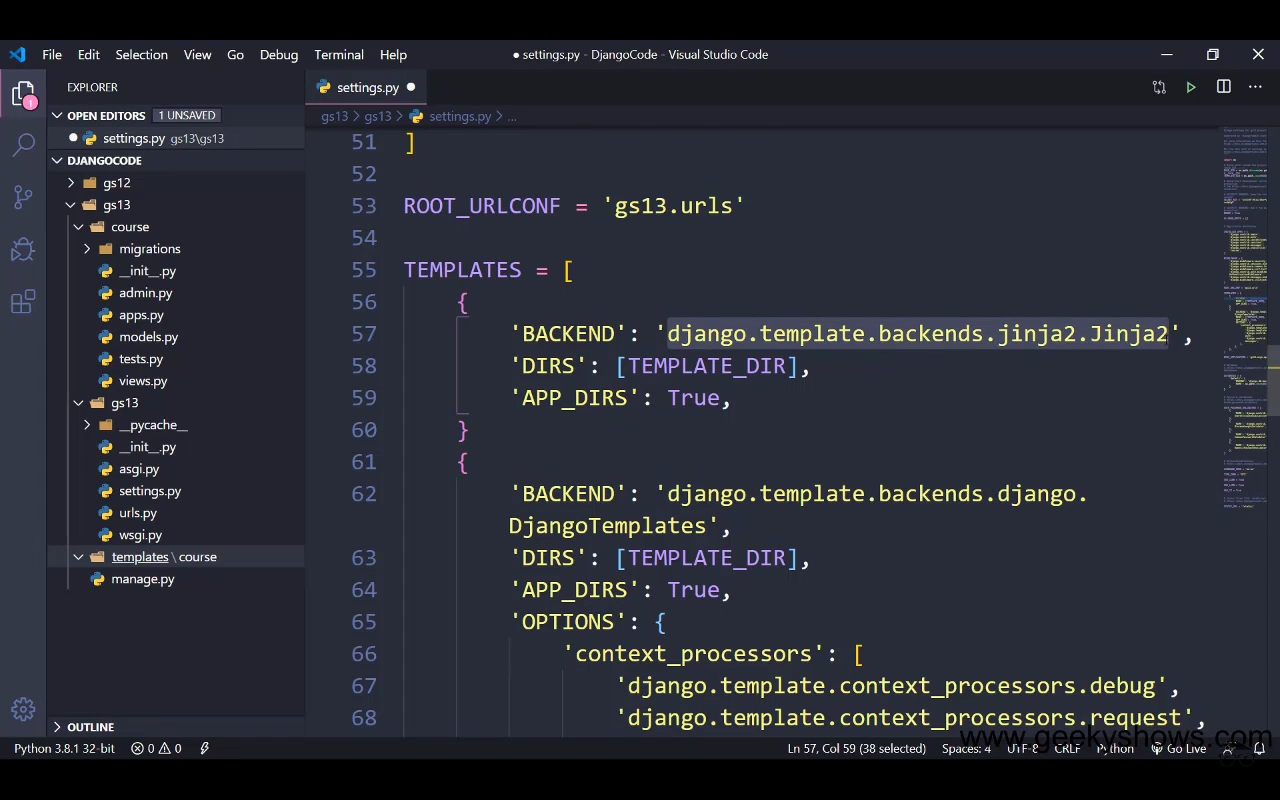 File Edit Selection View Go Debug Terminal Help
● settings.py - DjangoCode - Visual Studio Code
EXPLORER
settings.py
OPEN EDITORS 1 UNSAVED
gs13 > gs13 > settings.py > ...
settings.py gs13\gs13
DJANGOCODE
gs12
gs13
course
migrations
__init__.py
admin.py
apps.py
models.py
tests.py
views.py
gs13
__pycache__
__init__.py
asgi.py
settings.py
urls.py
wsgi.py
templates \ course
manage.py
OUTLINE
1
51 ]
52
53 ROOT_URLCONF = 'gs13.urls'
54
55 TEMPLATES = [
56 {
57 'BACKEND': 'django.template.backends.jinja2.Jinja2',
58 'DIRS': [TEMPLATE_DIR],
59 'APP_DIRS': True,
60 }
61 {
62 'BACKEND': 'django.template.backends.django.
DjangoTemplates',
63 'DIRS': [TEMPLATE_DIR],
64 'APP_DIRS': True,
65 'OPTIONS': {
66 'context_processors': [
67 'django.template.context_processors.debug',
68 'django.template.context_processors.request',
www.geekyshows.com
Python 3.8.1 32-bit 0 0 Ln 57, Col 59 (38 selected) Spaces: 4 UTF-8 CRLF Python Go Live